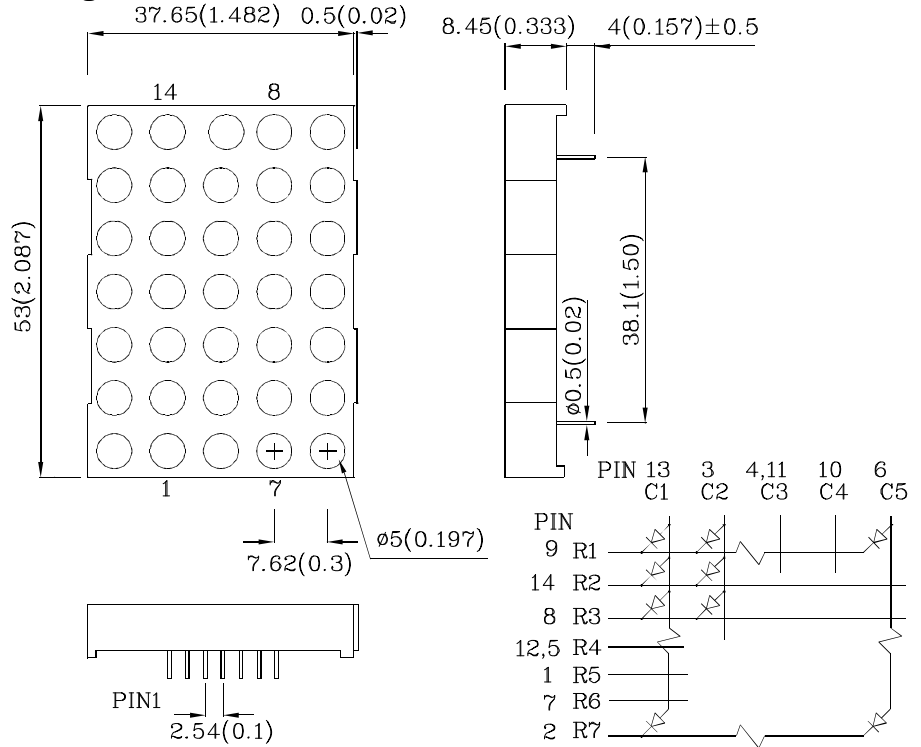 37.65(1.482) 0.5(0.02)
8.45(0.333) 4(0.157)±0.5
14 8
53(2.087)
38.1(1.50)
ø0.5(0.02)
1 7
ø5(0.197)
7.62(0.3)
PIN1
2.54(0.1)
PIN 13 3 4,11 10 6
C1 C2 C3 C4 C5
PIN
9 R1
14 R2
8 R3
12,5 R4
1 R5
7 R6
2 R7